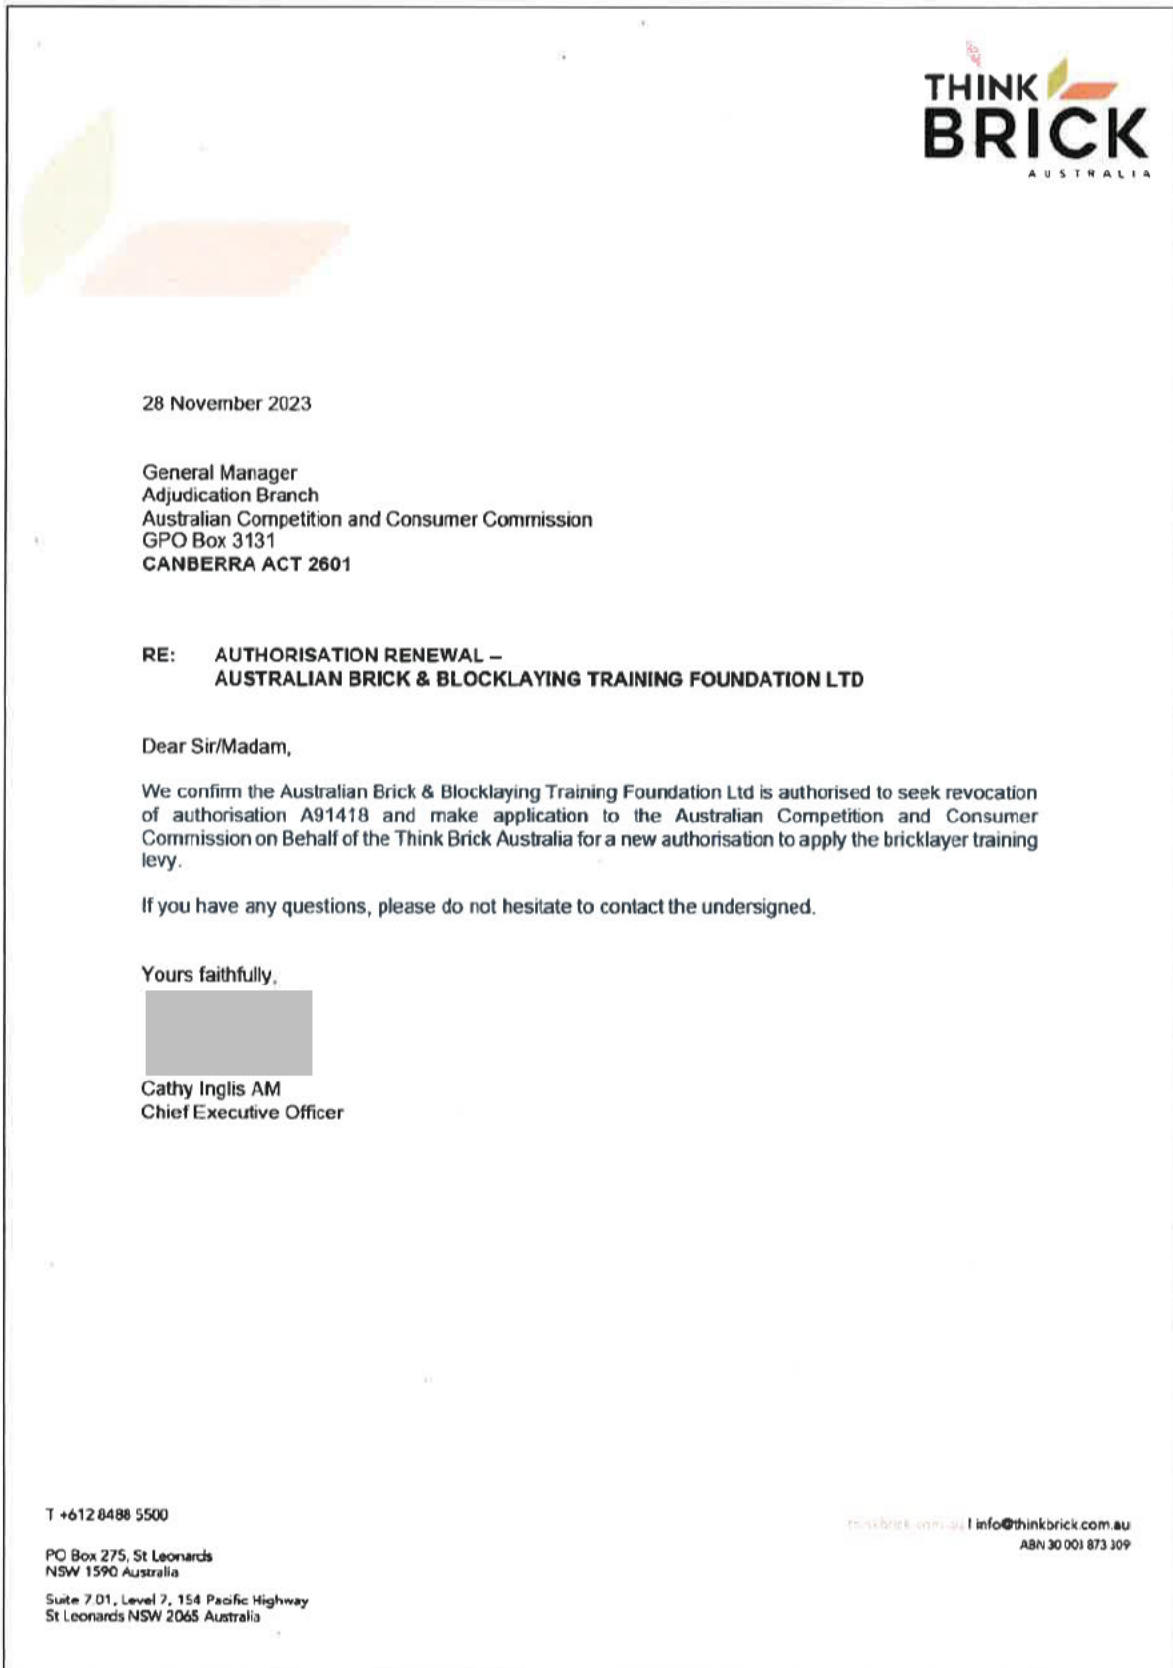 THINK
BRICK
AUSTRALIA
28 November 2023
General Manager
Adjudication Branch
Australian Competition and Consumer Commission
GPO Box 3131
CANBERRA ACT 2601
RE: AUTHORISATION RENEWAL –
AUSTRALIAN BRICK & BLOCKLAYING TRAINING FOUNDATION LTD
Dear Sir/Madam,
We confirm the Australian Brick & Blocklaying Training Foundation Ltd is authorised to seek revocation
of authorisation A91418 and make application to the Australian Competition and Consumer
Commission on Behalf of the Think Brick Australia for a new authorisation to apply the bricklayer training
levy.
If you have any questions, please do not hesitate to contact the undersigned.
Yours faithfully,
Cathy Inglis AM
Chief Executive Officer
T +612 8488 5500
PO Box 275, St Leonards
NSW 1590 Australia
Suite 7.01, Level 7, 154 Pacific Highway
St Leonards NSW 2065 Australia
thinkbrick.com.au | info@thinkbrick.com.au
ABN 30 003 873 309